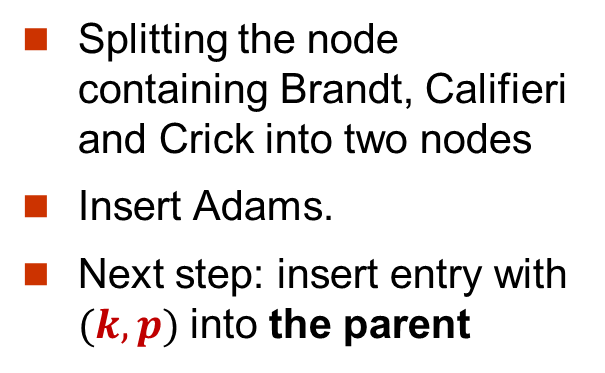 Splitting the node
containing Brandt, Califieri
and Crick into two nodes
Insert Adams.
Next step: insert entry with
(k, p) into the parent